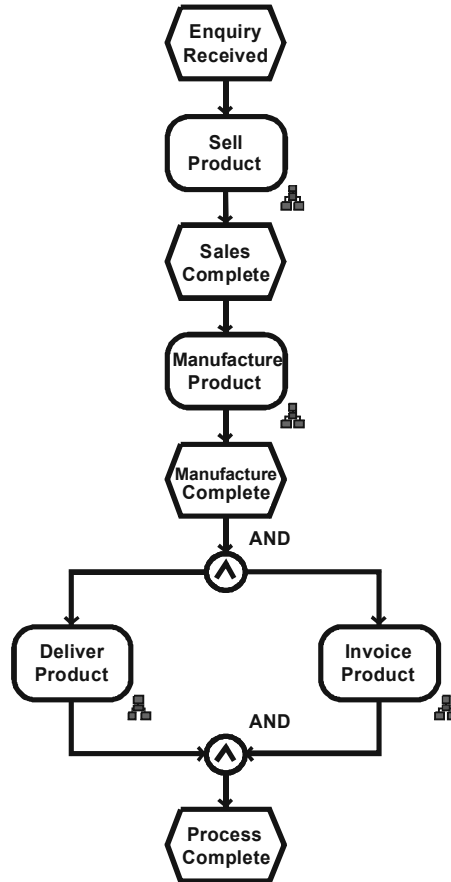 Enquiry
Received
Sell
Product
Sales
Complete
Manufacture
Product
Manufacture
Complete
AND
Deliver
Product
Invoice
Product
AND
Process
Complete